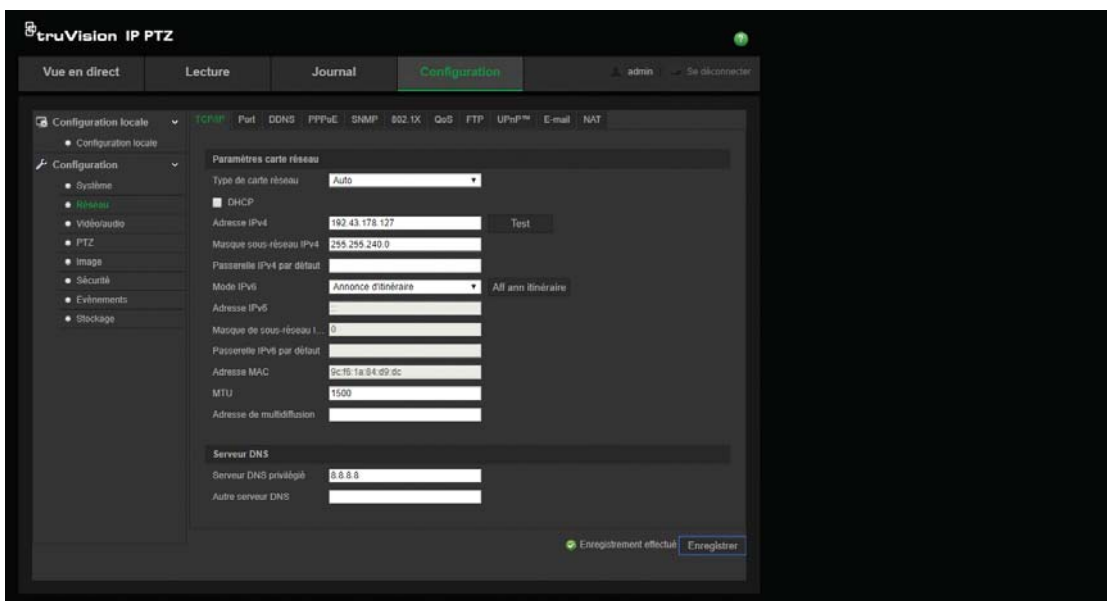 truVision IP PTZ
?
Vue en direct Lecture Journal Configuration admin Se déconnecter
Configuration locale
Configuration locale
Configuration
Système
Réseau
Vidéo/audio
PTZ
Image
Sécurité
Evènements
Stockage
TCP/IP Port DDNS PPPoE SNMP 802.1X QoS FTP UPnP™ E-mail NAT
Paramètres carte réseau
Type de carte réseau Auto
DHCP
Adresse IPv4 192.43.178.127 Test
Masque sous-réseau IPv4 255.255.240.0
Passerelle IPv4 par défaut
Mode IPv6 Annonce d'itinéraire Aff ann itinéraire
Adresse IPv6 ::
Masque de sous-réseau I... 0
Passerelle IPv6 par défaut
Adresse MAC 9c:f6:1a:84:d9:dc
MTU 1500
Adresse de multidiffusion
Serveur DNS
Serveur DNS privilégié 8.8.8.8
Autre serveur DNS
Enregistrement effectué Enregistrer